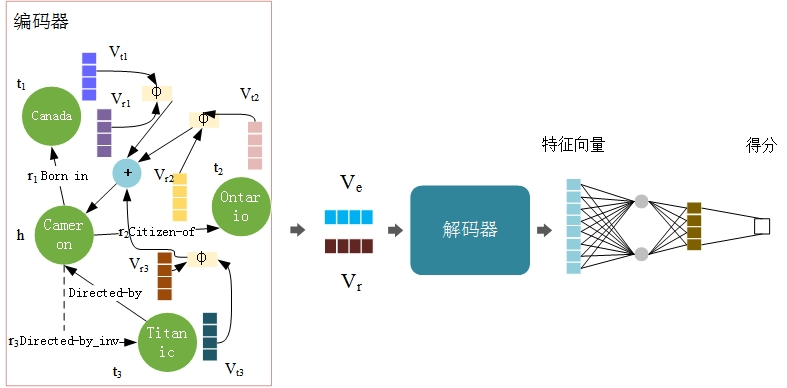 编码器
Vt1
t1
Φ
Canada
Vr1
Vt2
Φ
+
Vr2
t2
r1 Born in
Ontar
io
h
Camer
on
r2Citizen-of
Φ
Vr3
Directed-by
r3Directed-by_inv
Titan
ic
t3
Vt3
Ve
Vr
解码器
特征向量
得分